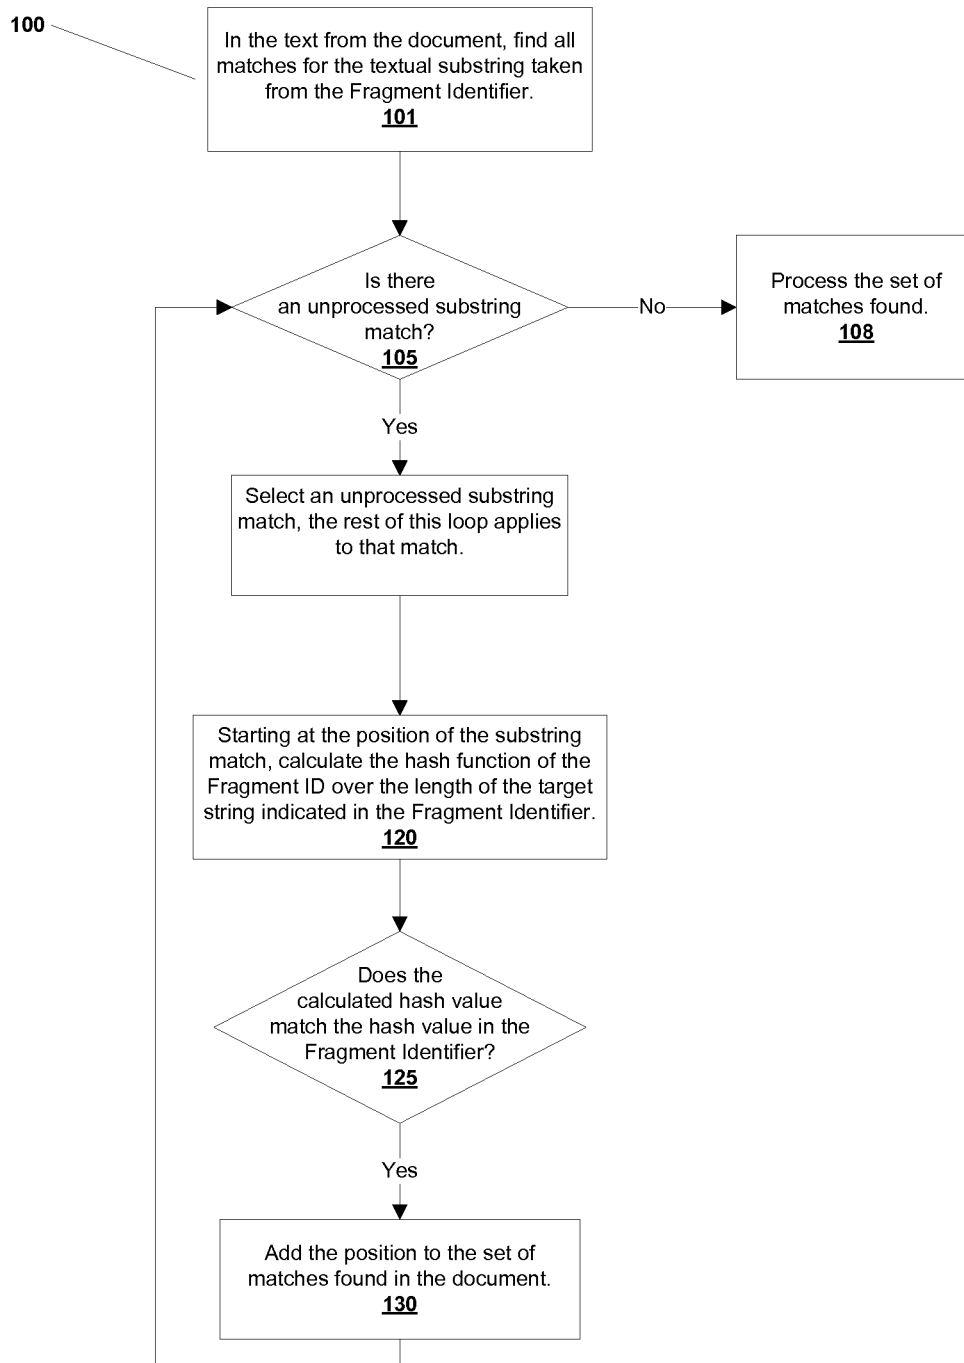 100
In the text from the document, find all
matches for the textual substring taken
from the Fragment Identifier.
101
Is there
an unprocessed substring
match?
105
No
Process the set of
matches found.
108
Yes
Select an unprocessed substring
match, the rest of this loop applies
to that match.
Starting at the position of the substring
match, calculate the hash function of the
Fragment ID over the length of the target
string indicated in the Fragment Identifier.
120
Does the
calculated hash value
match the hash value in the
Fragment Identifier?
125
Yes
Add the position to the set of
matches found in the document.
130